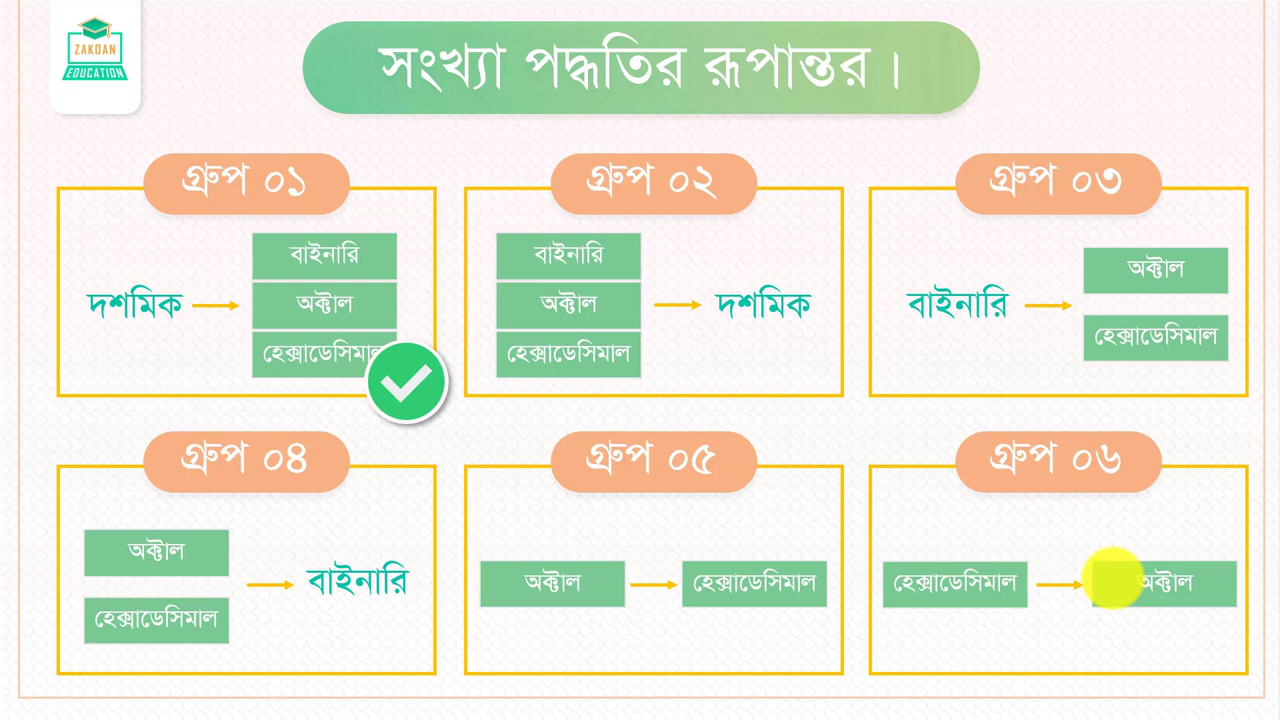 ZAKOAN
EDUCATION
সংখ্যা পদ্ধতির রূপান্তর।
গ্রুপ ০১
দশমিক
বাইনারি
অক্টাল
হেক্সাডেসিমাল
গ্রুপ ০২
বাইনারি
অক্টাল
হেক্সাডেসিমাল
দশমিক
গ্রুপ ০৩
বাইনারি
অক্টাল
হেক্সাডেসিমাল
গ্রুপ ০৪
অক্টাল
হেক্সাডেসিমাল
বাইনারি
গ্রুপ ০৫
অক্টাল
হেক্সাডেসিমাল
গ্রুপ ০৬
হেক্সাডেসিমাল
অক্টাল